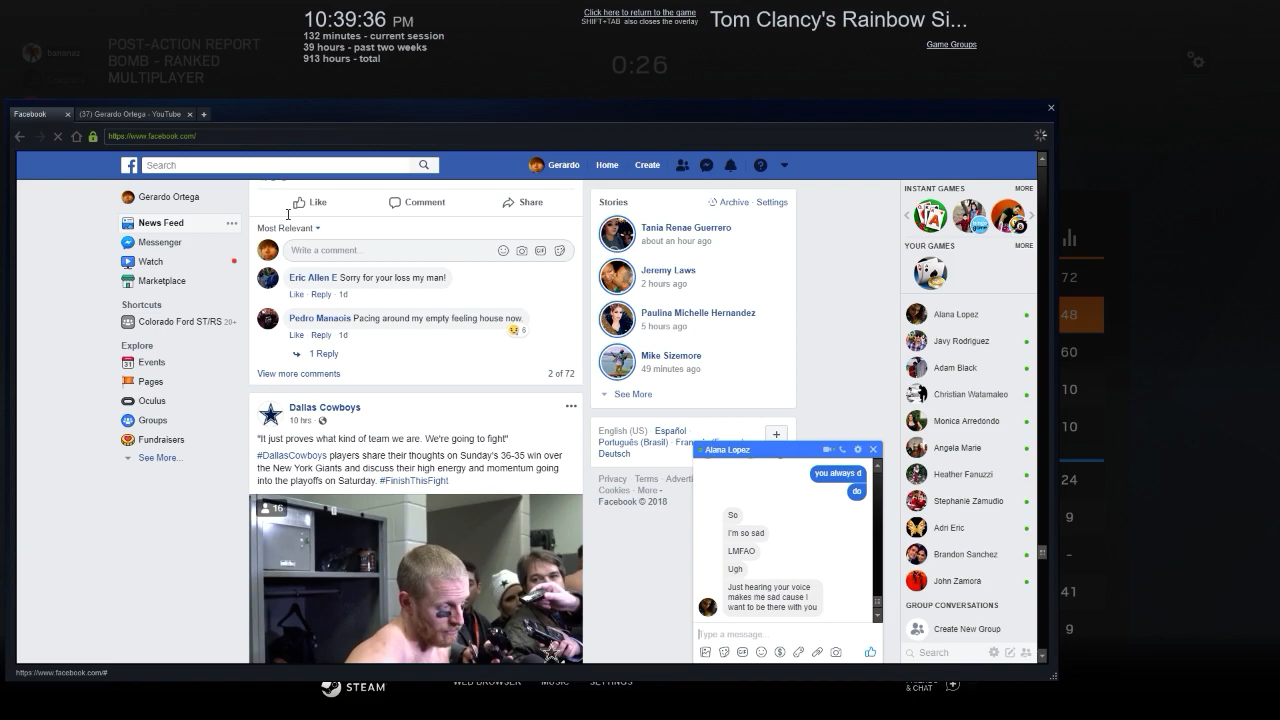 10:39:36 PM
132 minutes - current session
39 hours - past two weeks
913 hours - total
Click here to return to the game
SHIFT+TAB also closes the overlay
Tom Clancy's Rainbow Si...
Game Groups
bananaz
POST-ACTION REPORT
BOMB - RANKED
MULTIPLAYER
0:26
Facebook
(37) Gerardo Ortega - YouTube
https://www.facebook.com/
Search
Gerardo
Home
Create
Gerardo Ortega
News Feed
Messenger
Watch
Marketplace
Shortcuts
Colorado Ford ST/RS 20+
Explore
Events
Pages
Oculus
Groups
Fundraisers
See More...
Like
Comment
Share
Most Relevant
Write a comment...
Eric Allen E Sorry for your loss my man!
Like · Reply · 1d
Pedro Manaois Pacing around my empty feeling house now.
6
Like · Reply · 1d
1 Reply
View more comments
2 of 72
Dallas Cowboys
10 hrs ·
"It just proves what kind of team we are. We're going to fight"
#DallasCowboys players share their thoughts on Sunday's 36-35 win over
the New York Giants and discuss their high energy and momentum going
into the playoffs on Saturday. #FinishThisFight
16
Stories
Archive · Settings
Tania Renae Guerrero
about an hour ago
Jeremy Laws
2 hours ago
Paulina Michelle Hernandez
5 hours ago
Mike Sizemore
49 minutes ago
See More
English (US) · Español ·
Português (Brasil) ·
Deutsch
Privacy · Terms ·
Cookies · More
Facebook © 2018
Alana Lopez
you always d
do
So
I'm so sad
LMFAO
Ugh
Just hearing your voice
makes me sad cause I
want to be there with you
Type a message...
INSTANT GAMES
MORE
YOUR GAMES
MORE
Alana Lopez
Javy Rodriguez
Adam Black
Christian Watamaleo
Monica Arredondo
Angela Marie
Heather Fanuzzi
Stephanie Zamudio
Adri Eric
Brandon Sanchez
John Zamora
GROUP CONVERSATIONS
Create New Group
Search
72
48
60
10
10
24
9
-
41
9
https://www.facebook.com/#
STEAM
WEB BROWSER
MUSIC
SETTINGS
& CHAT